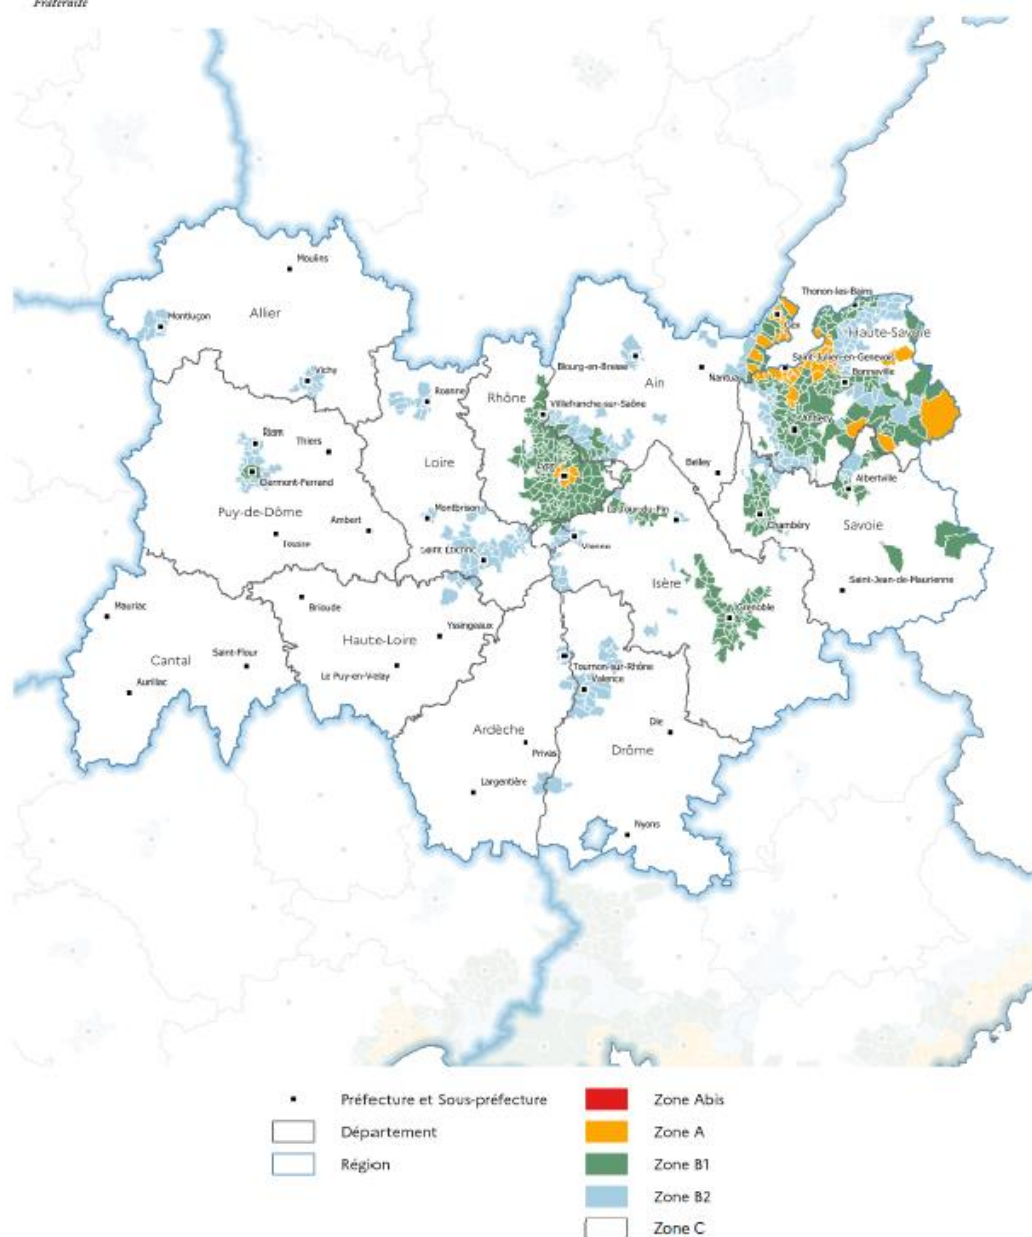 Fraternité
Moulins
Montluçon
Allier
Vichy
Thonon-les-Bains
Haute-Savoie
Gex
Saint-Julien-en-Genevois
Bonneville
Bourg-en-Bresse
Ain
Nantua
Roanne
Rhône
Villefranche-sur-Saône
Annecy
Riom
Thiers
Loire
Lyon
Belley
Albertville
Clermont-Ferrand
Puy-de-Dôme
Ambert
Montbrison
La Tour-du-Pin
Chambéry
Savoie
Issoire
Saint Etienne
Vienne
Isère
Saint-Jean-de-Maurienne
Mauriac
Brioude
Grenoble
Haute-Loire
Yssingeaux
Saint-Flour
Cantal
Le Puy-en-Velay
Tournon-sur-Rhône
Valence
Aurillac
Ardèche
Die
Privas
Drôme
Largentière
Nyons
Préfecture et Sous-préfecture
Département
Région
Zone Abis
Zone A
Zone B1
Zone B2
Zone C